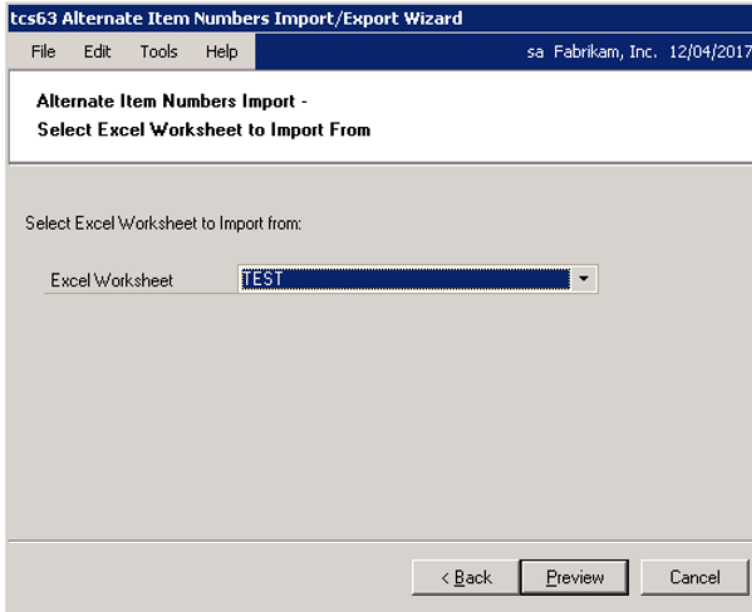 tcs63 Alternate Item Numbers Import/Export Wizard
File Edit Tools Help sa Fabrikam, Inc. 12/04/2017
Alternate Item Numbers Import -
Select Excel Worksheet to Import From
Select Excel Worksheet to Import from:
Excel Worksheet TEST
< Back Preview Cancel